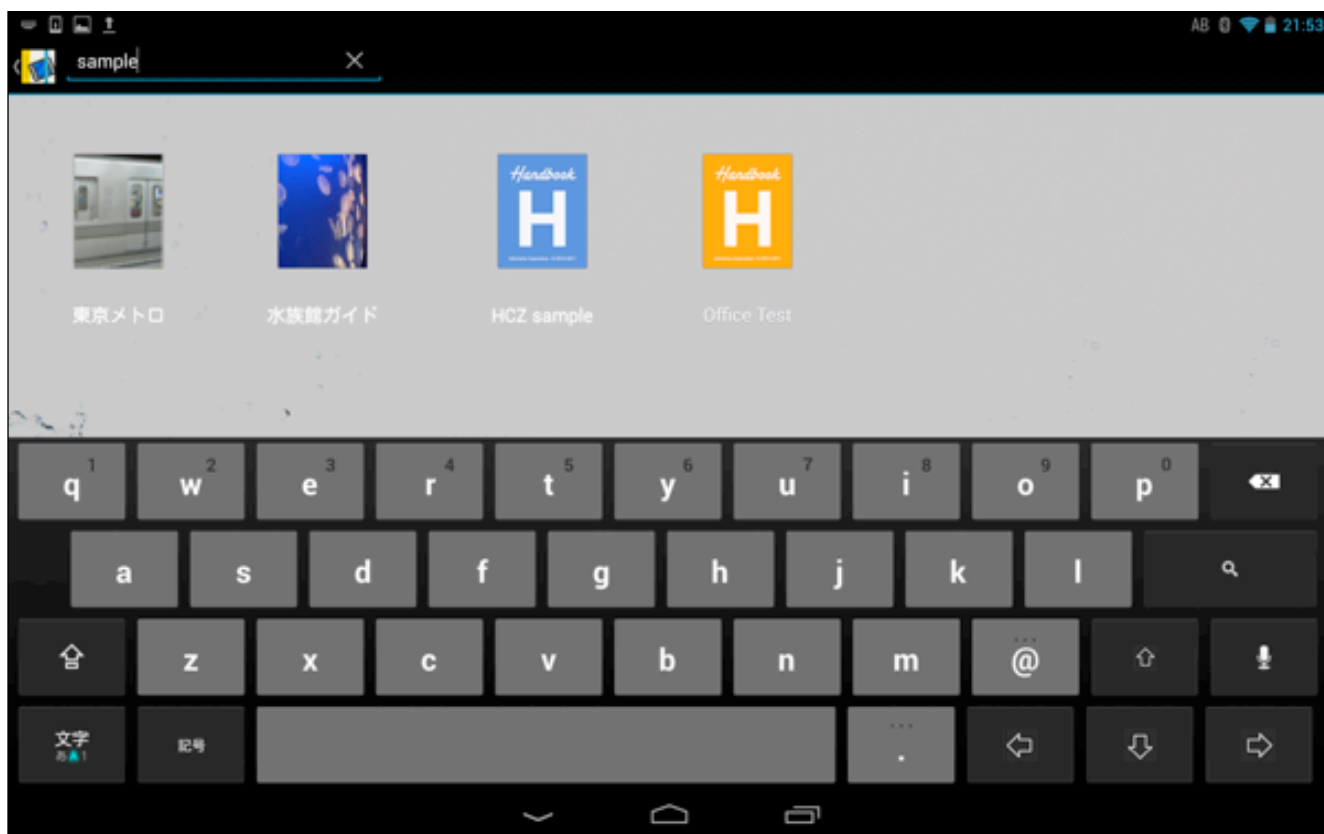 AB 21:53
sample
Handbook
H
Handbook
H
東京メトロ
水族館ガイド
HCZ sample
Office Test
1 2 3 4 5 6 7 8 9 0
q w e r t y u i o p
a s d f g h j k l
z x c v b n m @
文字
あA1
記号
.